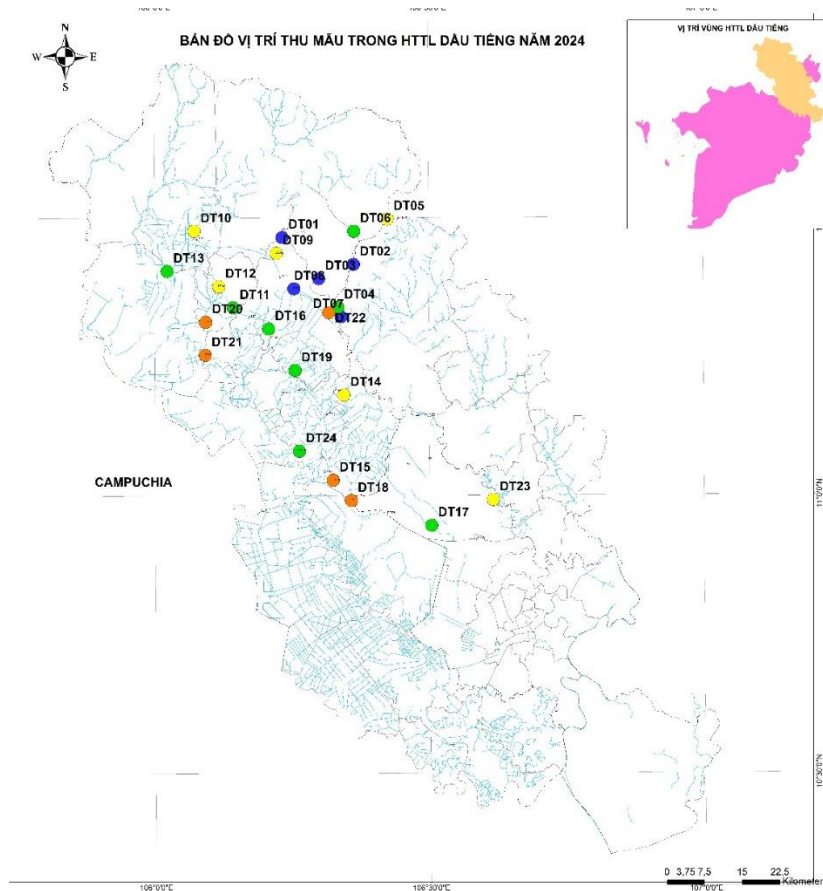 BẢN ĐỒ VỊ TRÍ THU MẪU TRONG HTTL DẦU TIẾNG NĂM 2024
VỊ TRÍ VÙNG HTTL DẦU TIẾNG
N
W
E
S
DT05
DT06
DT10
DT01
DT09
DT02
DT13
DT03
DT12
DT08
DT11
DT04
DT07
DT20
DT16
DT22
DT21
DT19
DT14
DT24
CAMPUCHIA
DT15
DT23
DT18
11°0'0"N
DT17
10°30'0"N
0 3,757,5 15 22,5
Kilometer
106°0'0"E
106°30'0"E
107°0'0"E